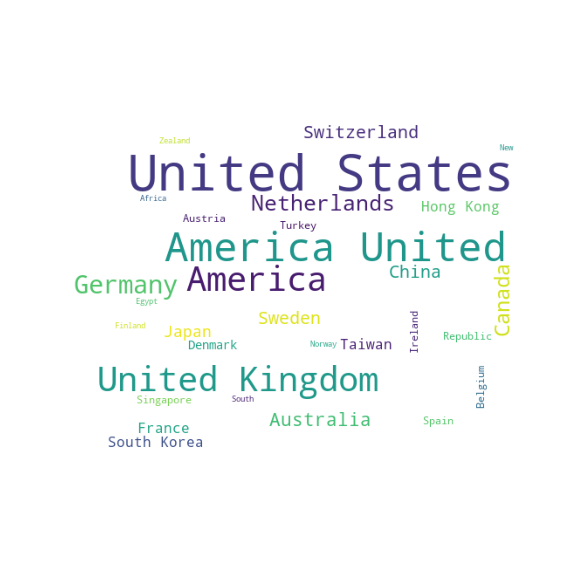 Switzerland
Zealand
New
United States
Africa
Netherlands
Hong Kong
Austria
Turkey
America United
China
America
Germany
Canada
Egypt
Sweden
Finland
Japan
Ireland
Republic
Denmark
Norway
Taiwan
United Kingdom
Belgium
Singapore
South
Australia
Spain
France
South Korea